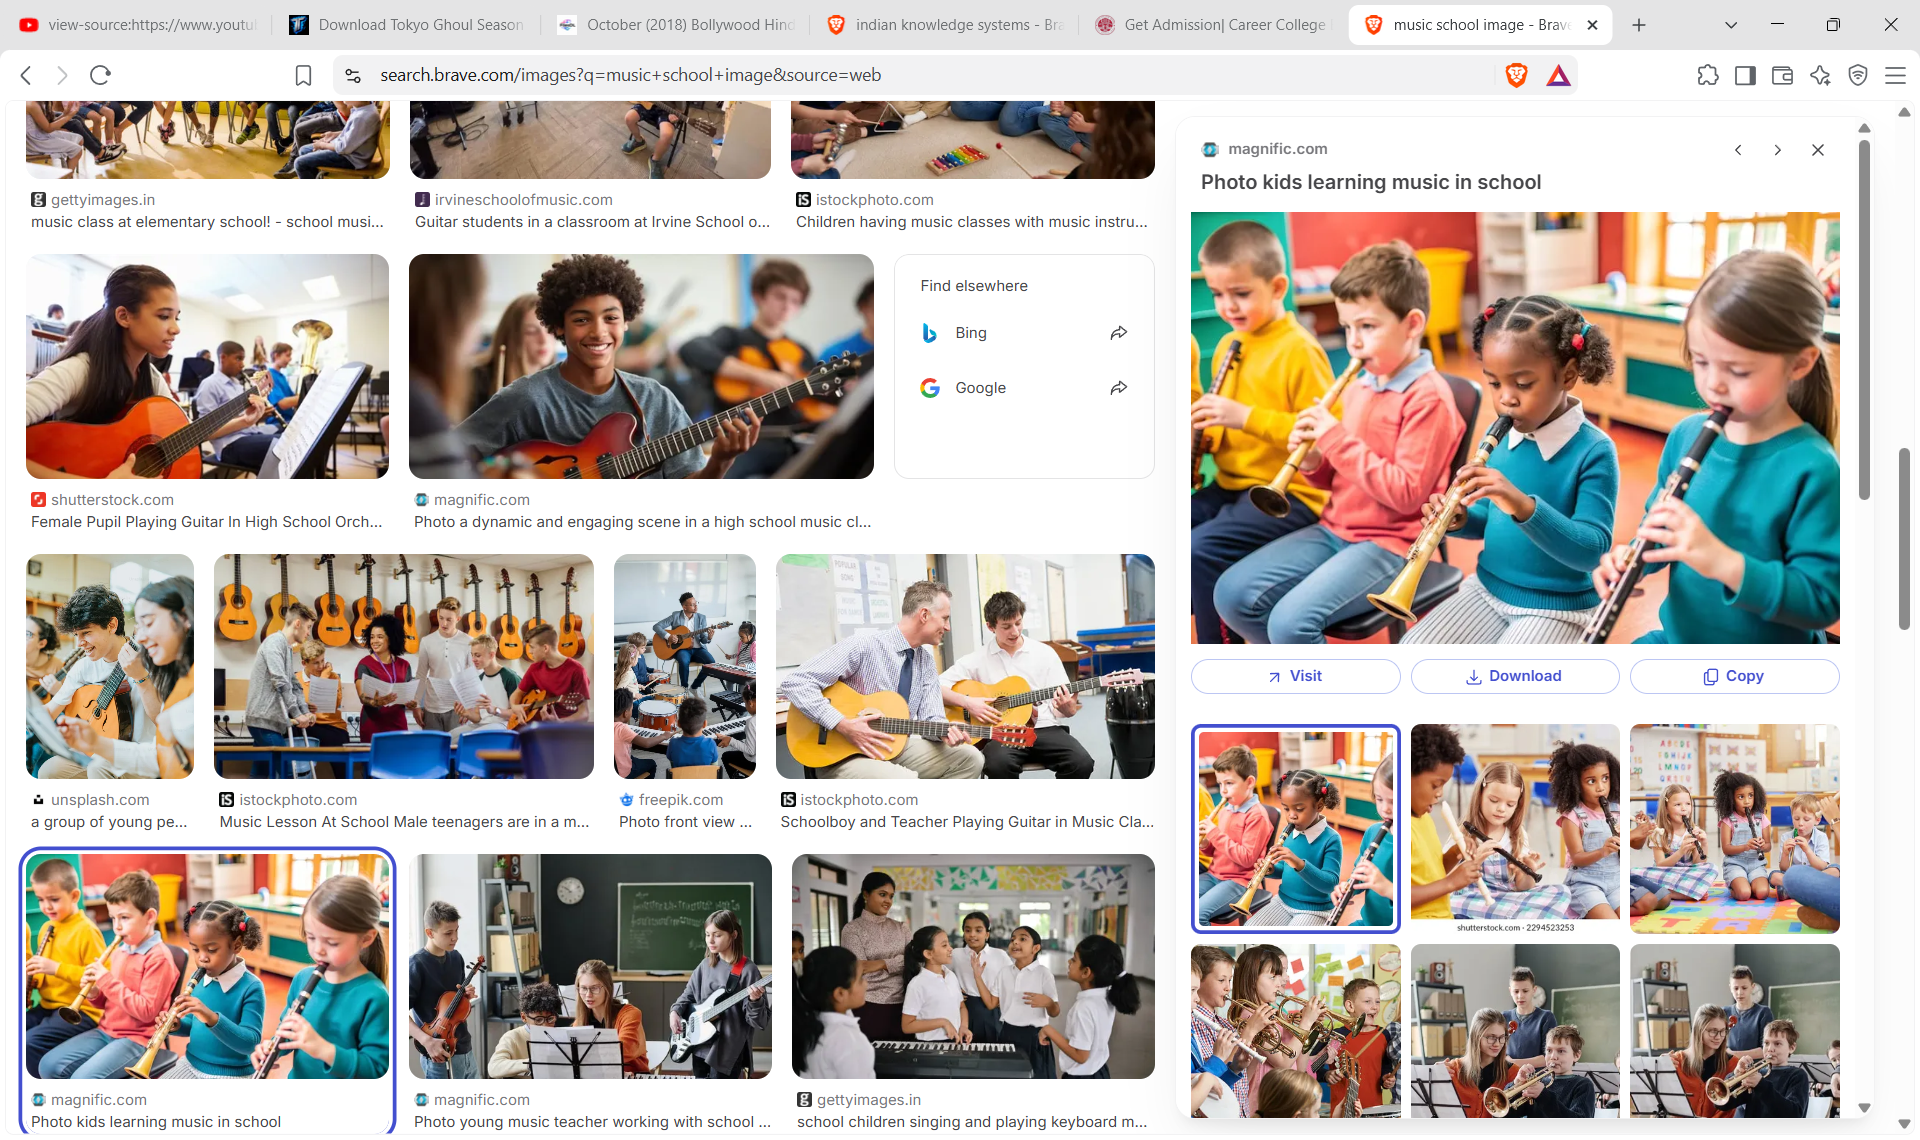 view-source:https://www.youtu
Download Tokyo Ghoul Season
October (2018) Bollywood Hind
indian knowledge systems - Bra
Get Admission| Career College
music school image - Brave
search.brave.com/images?q=music+school+image&source=web
gettyimages.in
music class at elementary school! - school musi...
irvineschoolofmusic.com
Guitar students in a classroom at Irvine School o...
istockphoto.com
Children having music classes with music instru...
shutterstock.com
Female Pupil Playing Guitar In High School Orch...
magnific.com
Photo a dynamic and engaging scene in a high school music cl...
Find elsewhere
Bing
Google
unsplash.com
a group of young pe...
istockphoto.com
Music Lesson At School Male teenagers are in a m...
freepik.com
Photo front view ...
istockphoto.com
Schoolboy and Teacher Playing Guitar in Music Cla...
magnific.com
Photo kids learning music in school
magnific.com
Photo young music teacher working with school ...
gettyimages.in
school children singing and playing keyboard m...
magnific.com
Photo kids learning music in school
Visit
Download
Copy
shutterstock.com · 2294523253